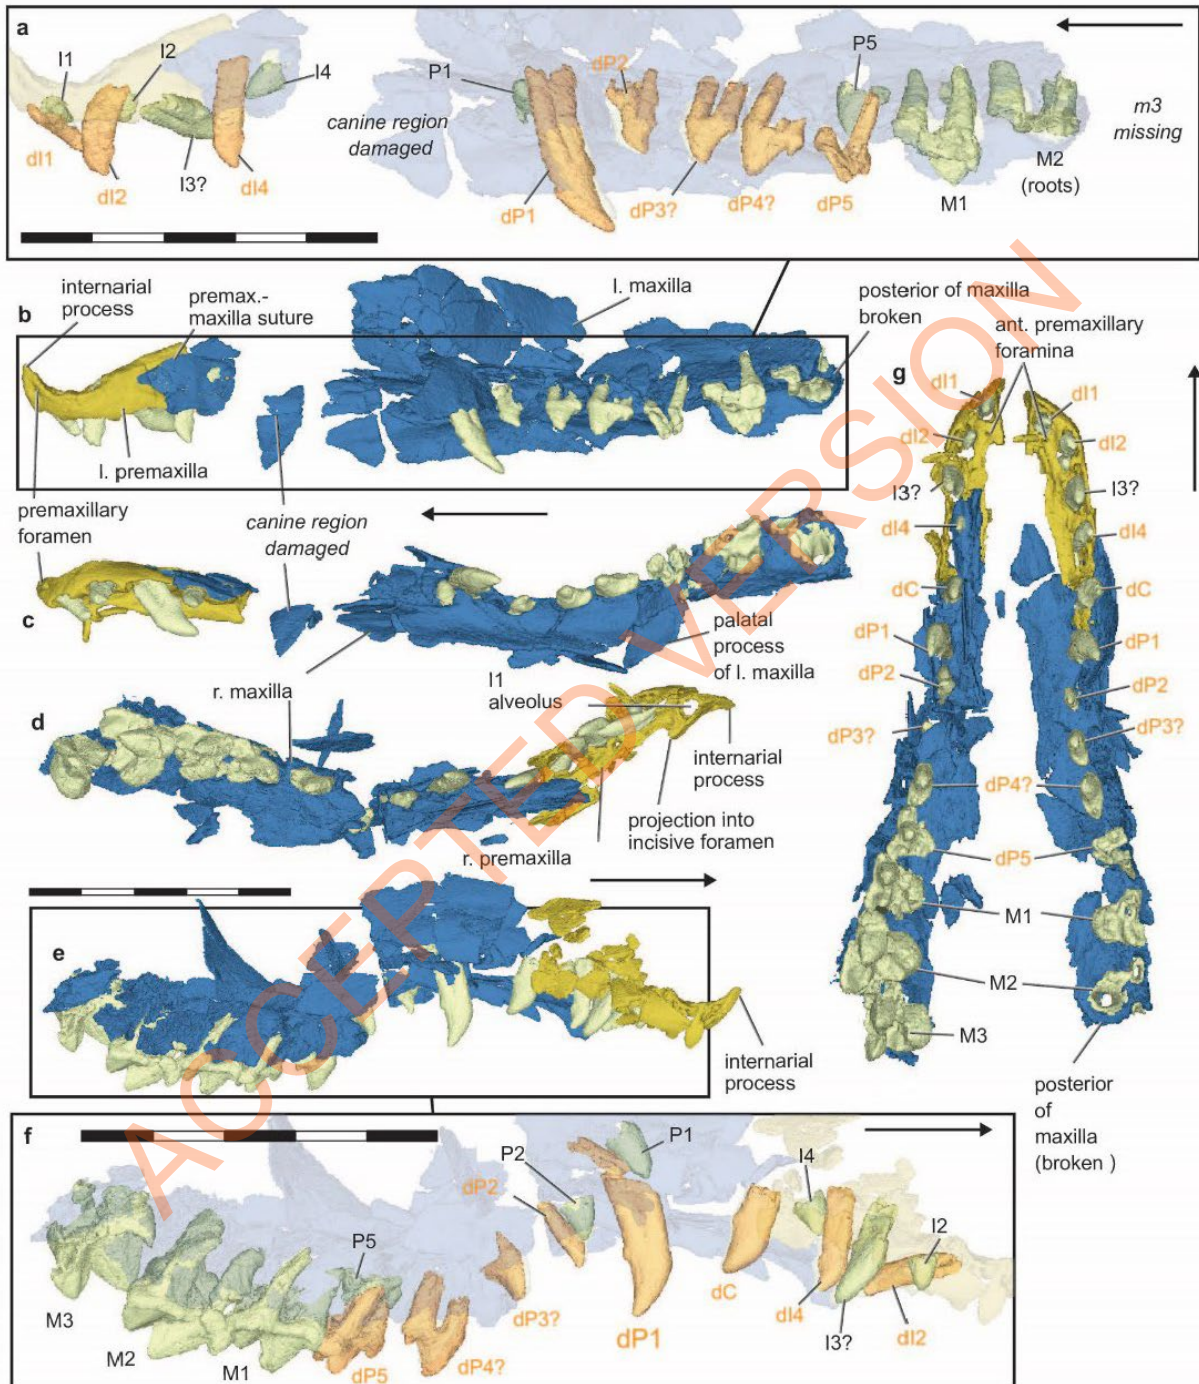 a
I1
I2
I4
dI1
dI2
I3?
dI4
canine region
damaged
P1
dP2
P5
dP1
dP3?
dP4?
dP5
M1
M2
(roots)
m3
missing
b
internarial
process
premax.-
maxilla suture
l. maxilla
posterior of maxilla
broken
l. premaxilla
premaxillary
foramen
canine region
damaged
c
r. maxilla
palatal
process
of l. maxilla
d
I1
alveolus
internarial
process
projection into
incisive foramen
r. premaxilla
e
internarial
process
g
ant. premaxillary
foramina
dI1
dI1
dI2
dI2
I3?
I3?
dI4
dI4
dC
dC
dP1
dP1
dP2
dP2
dP3?
dP3?
dP4?
dP5
M1
M2
M3
posterior
of
maxilla
(broken )
f
M3
M2
M1
P5
dP5
dP4?
dP3?
dP2
P2
P1
dP1
dC
I4
dI4
I3?
I2
dI2
ACCEPTED VERSION